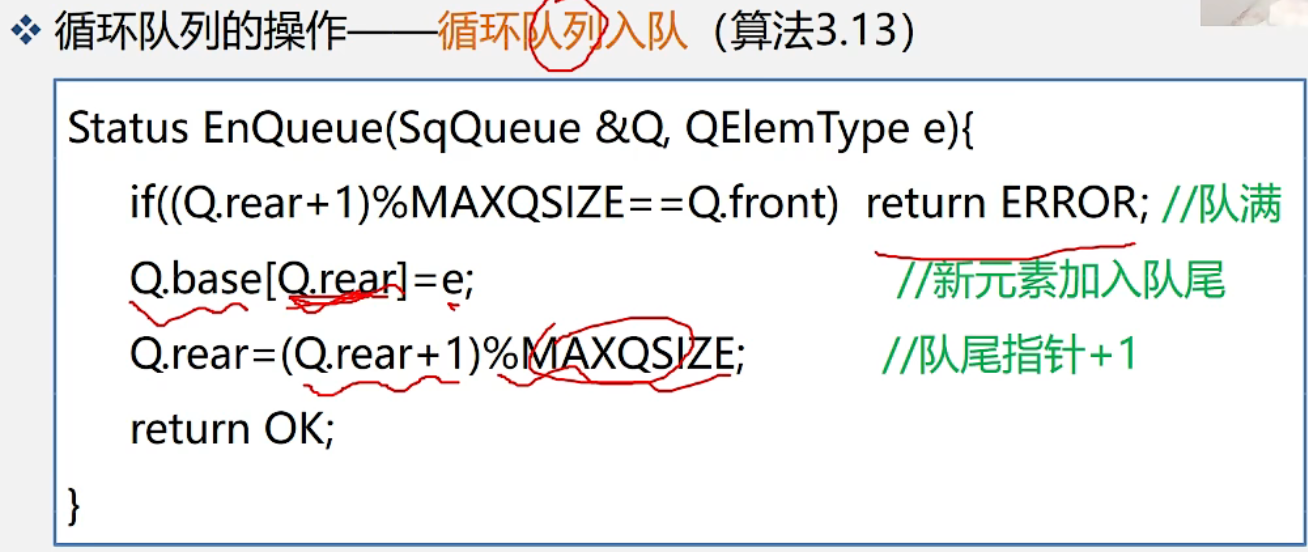 ❖ 循环队列的操作——循环队列入队（算法3.13）
Status EnQueue(SqQueue &Q, QElemType e){
if((Q.rear+1)%MAXQSIZE==Q.front) return ERROR; //队满
Q.base[Q.rear]=e; //新元素加入队尾
Q.rear=(Q.rear+1)%MAXQSIZE; //队尾指针+1
return OK;
}